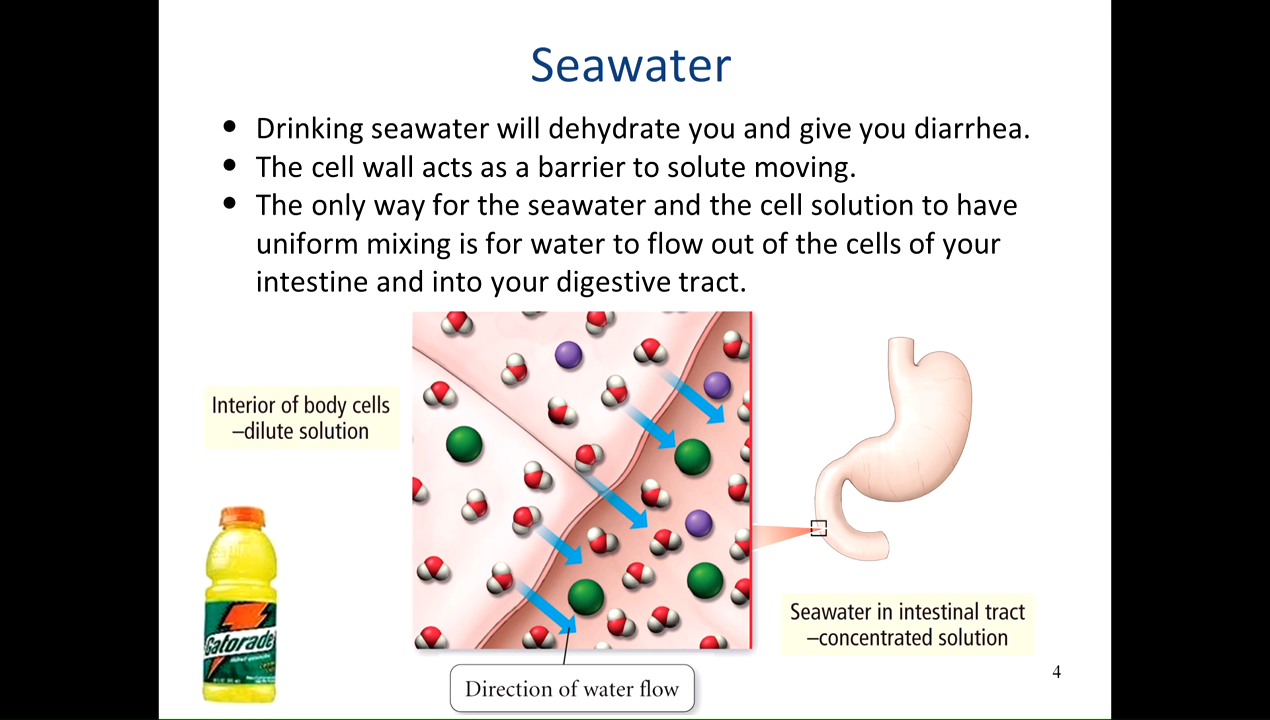 Seawater
• Drinking seawater will dehydrate you and give you diarrhea.
• The cell wall acts as a barrier to solute moving.
• The only way for the seawater and the cell solution to have
uniform mixing is for water to flow out of the cells of your
intestine and into your digestive tract.
Interior of body cells
–dilute solution
Gatorade
Seawater in intestinal tract
–concentrated solution
Direction of water flow
4